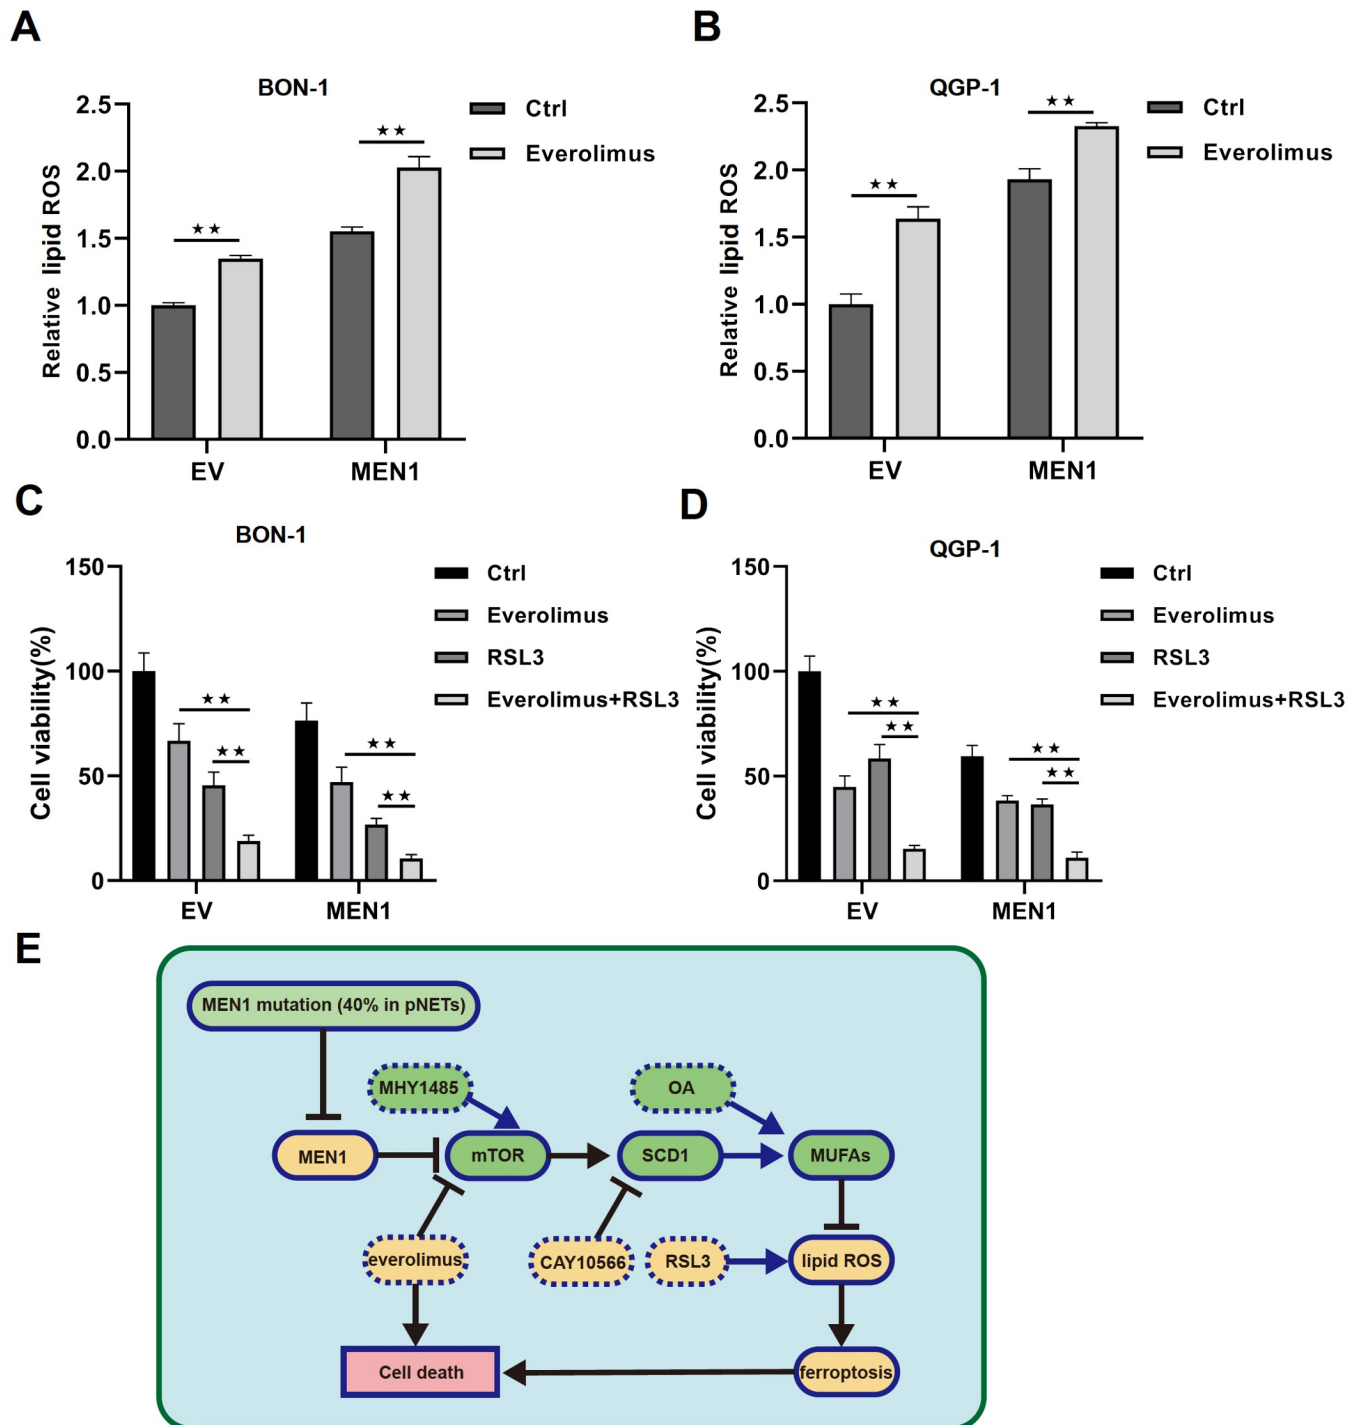 A
BON-1
2.5
2.0
1.5
1.0
0.5
0.0
Relative lipid ROS
★★
★★
EV
MEN1
Ctrl
Everolimus
B
QGP-1
2.5
2.0
1.5
1.0
0.5
0.0
Relative lipid ROS
★★
★★
EV
MEN1
Ctrl
Everolimus
C
BON-1
150
100
50
0
Cell viability(%)
★★
★★
★★
★★
EV
MEN1
Ctrl
Everolimus
RSL3
Everolimus+RSL3
D
QGP-1
150
100
50
0
Cell viability(%)
★★
★★
★★
★★
EV
MEN1
Ctrl
Everolimus
RSL3
Everolimus+RSL3
E
MEN1 mutation (40% in pNETs)
MHY1485
OA
MEN1
mTOR
SCD1
MUFAs
everolimus
CAY10566
RSL3
lipid ROS
Cell death
ferroptosis